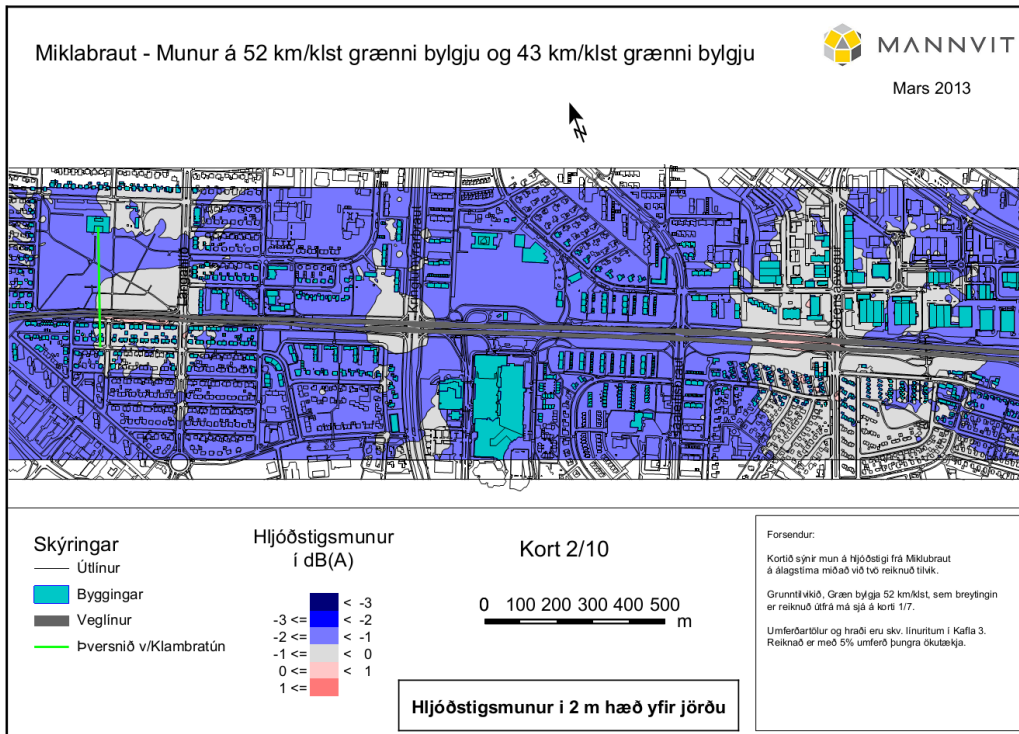 Miklabraut - Munur á 52 km/klst grænni bylgju og 43 km/klst grænni bylgju
MANNVIT
Mars 2013
N
Skýringar
Útlínur
Byggingar
Veglínur
Þversnið v/Klambratún
Hljóðstigsmunur
í dB(A)
< -3
-3 <= < -2
-2 <= < -1
-1 <= < 0
0 <= < 1
1 <=
Kort 2/10
0 100 200 300 400 500
m
Hljóðstigsmunur í 2 m hæð yfir jörðu
Forsendur:
Kortið sýnir mun á hljóðstigi frá Miklubraut
á álagstíma miðað við tvö reiknuð tilvik.
Grunntilvikið, Græn bylgja 52 km/klst, sem breytingin
er reiknuð útfrá má sjá á korti 1/7.
Umferðartölur og hraði eru skv. línuritum í Kafla 3.
Reiknað er með 5% umferð þungra ökutækja.